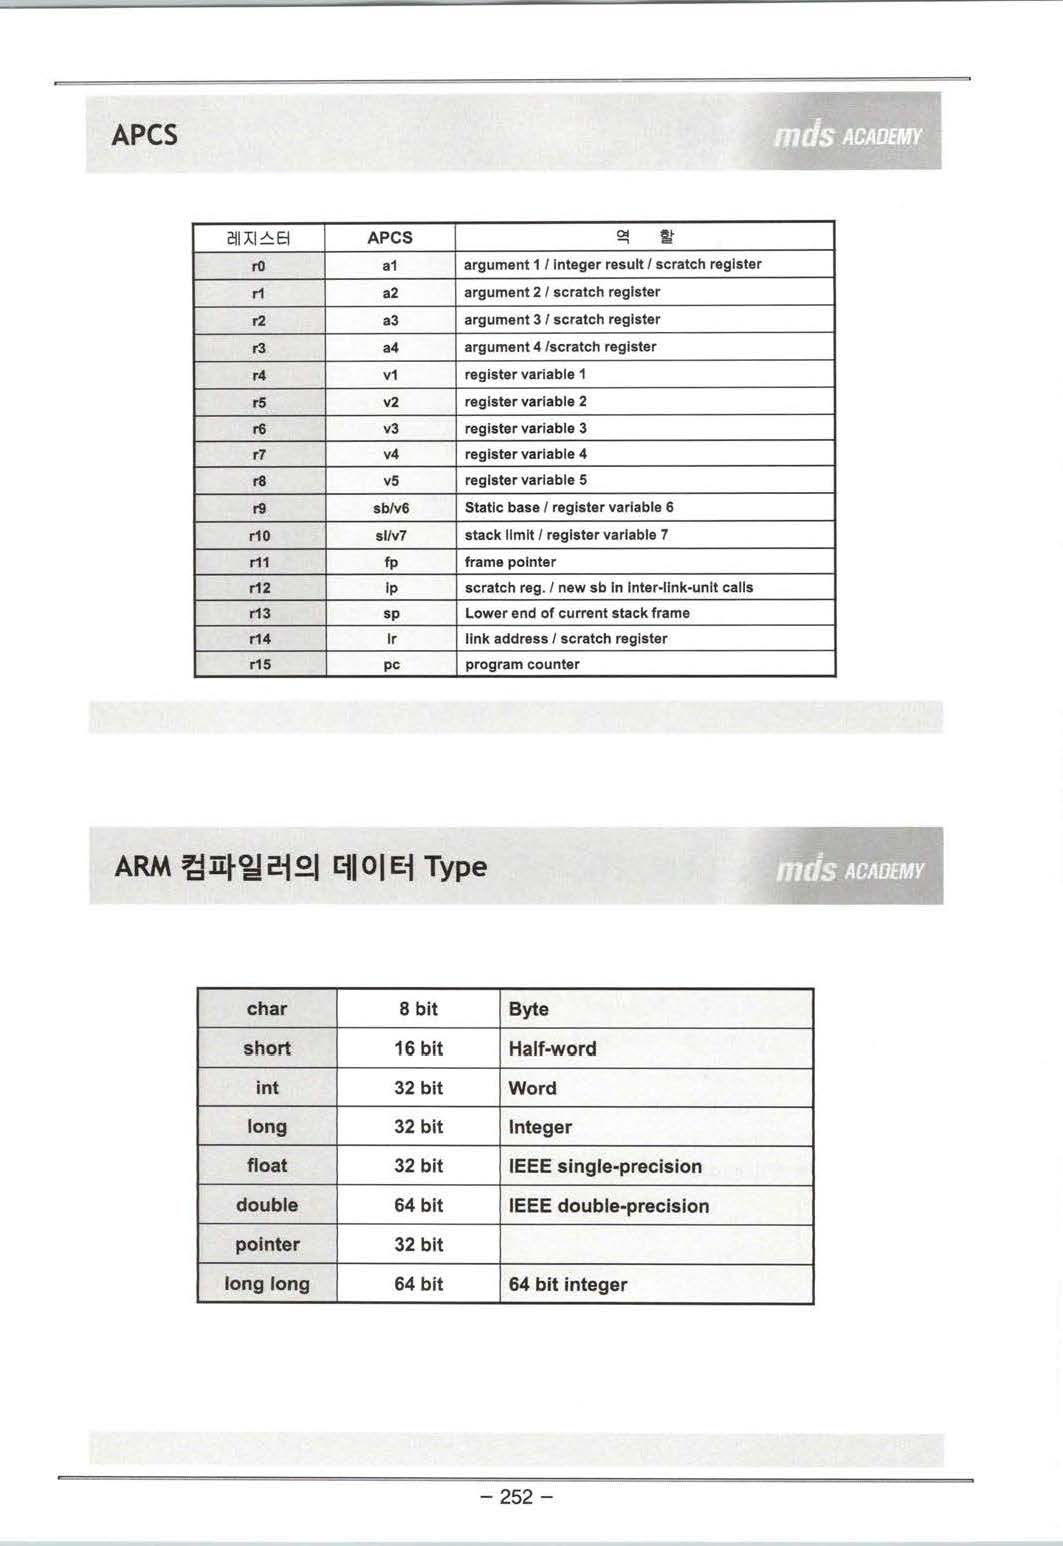 APCS
mds ACADEMY
레지스터 APCS 역 할
r0 a1 argument 1 / integer result / scratch register
r1 a2 argument 2 / scratch register
r2 a3 argument 3 / scratch register
r3 a4 argument 4 /scratch register
r4 v1 register variable 1
r5 v2 register variable 2
r6 v3 register variable 3
r7 v4 register variable 4
r8 v5 register variable 5
r9 sb/v6 Static base / register variable 6
r10 sl/v7 stack limit / register variable 7
r11 fp frame pointer
r12 ip scratch reg. / new sb in inter-link-unit calls
r13 sp Lower end of current stack frame
r14 lr link address / scratch register
r15 pc program counter
ARM 컴파일러의 데이터 Type
mds ACADEMY
char 8 bit Byte
short 16 bit Half-word
int 32 bit Word
long 32 bit Integer
float 32 bit IEEE single-precision
double 64 bit IEEE double-precision
pointer 32 bit
long long 64 bit 64 bit integer
- 252 -